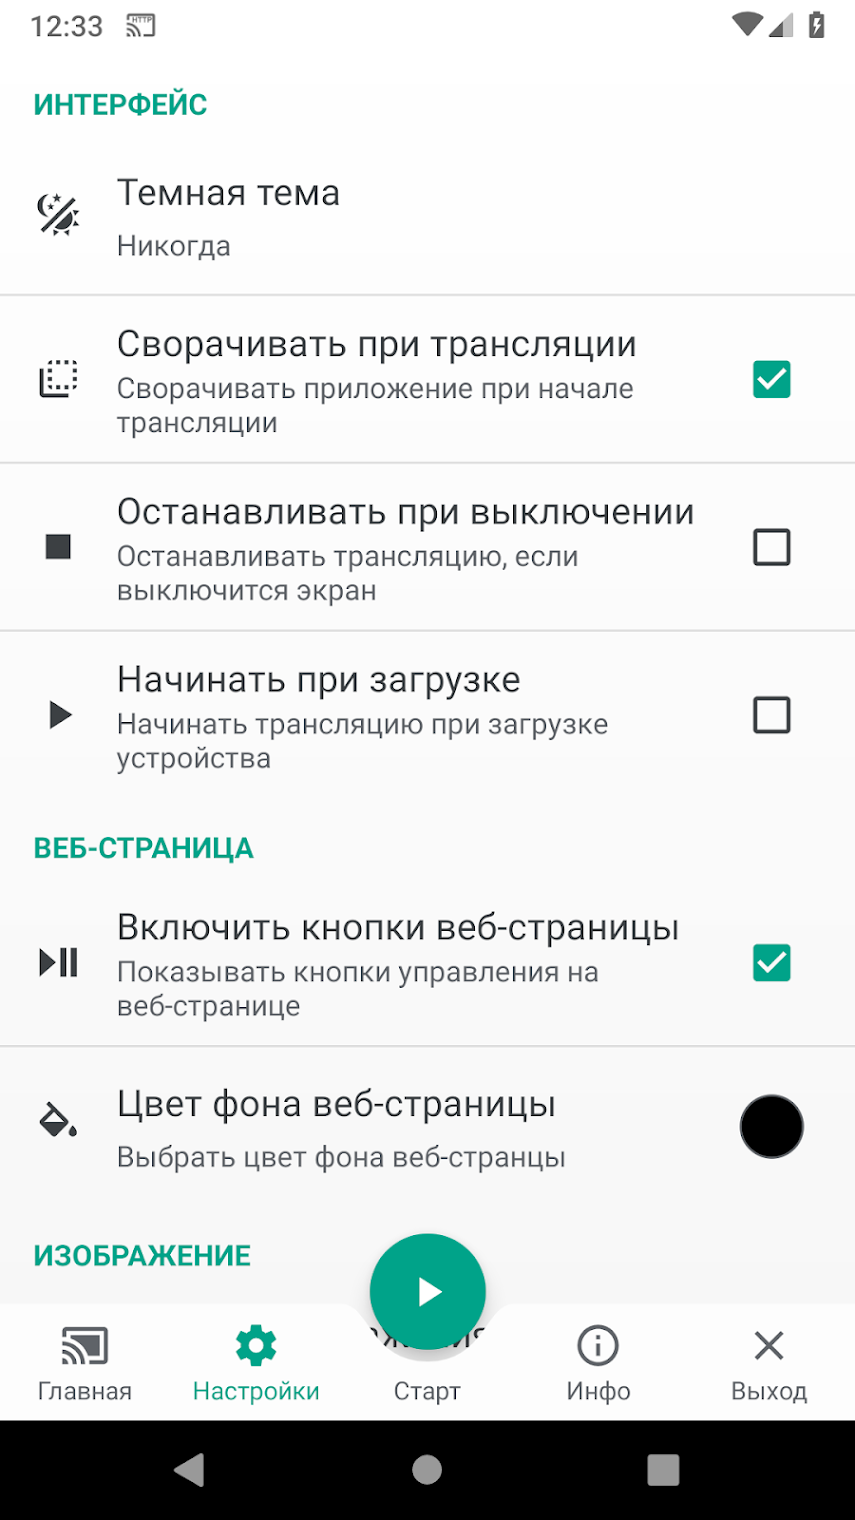 12:33
HTTP
ИНТЕРФЕЙС
Темная тема
Никогда
Сворачивать при трансляции
Сворачивать приложение при начале
трансляции
Останавливать при выключении
Останавливать трансляцию, если
выключится экран
Начинать при загрузке
Начинать трансляцию при загрузке
устройства
ВЕБ-СТРАНИЦА
Включить кнопки веб-страницы
Показывать кнопки управления на
веб-странице
Цвет фона веб-страницы
Выбрать цвет фона веб-странцы
ИЗОБРАЖЕНИЕ
Главная
Настройки
Старт
Инфо
Выход